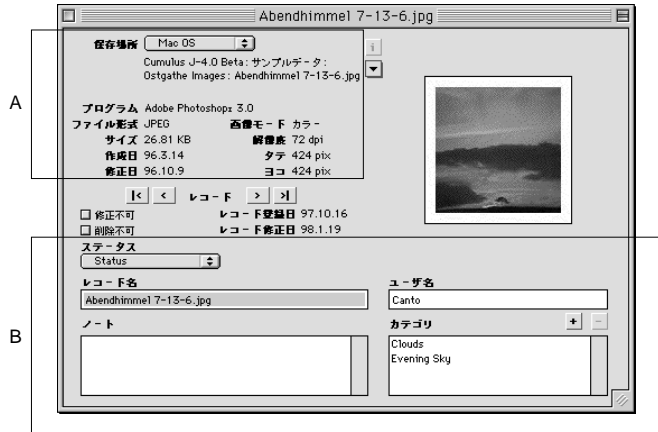 Abendhimmel 7-13-6.jpg
A
保存場所 Mac OS
Cumulus J-4.0 Beta: サンプルデータ:
Ostgathe Images: Abendhimmel 7-13-6.jpg
プログラム Adobe Photoshop± 3.0
ファイル形式 JPEG 画像モード カラー
サイズ 26.81 KB 解像度 72 dpi
作成日 96.3.14 タテ 424 pix
修正日 96.10.9 ヨコ 424 pix
レコード
修正不可 レコード登録日 97.10.16
削除不可 レコード修正日 98.1.19
B
ステータス
Status
レコード名 ユーザ名
Abendhimmel 7-13-6.jpg Canto
ノート カテゴリ
Clouds
Evening Sky